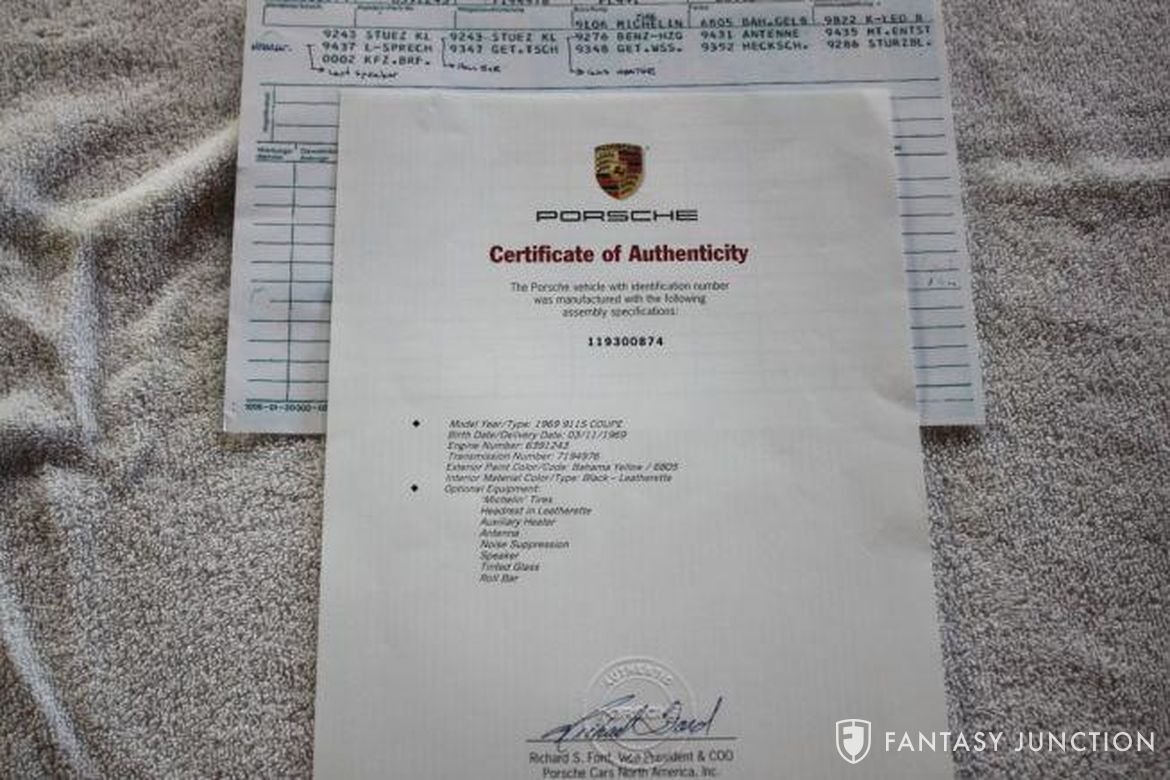 9106 MICHELIN 6805 BAH.GELB 9822 K-LED R
9243 STUEZ KL 9243 STUEZ KL 9276 BENZ-HZG 9431 ANTENNE 9435 MT.ENTST
9437 L-SPRECH 9347 GET.ESCH 9348 GET.WSS. 9392 HECKSCH. 9286 STURZBL.
0002 KFZ.BRF.
PORSCHE
Certificate of Authenticity
The Porsche vehicle with identification number
was manufactured with the following
assembly specifications:
119300874
Model Year/Type: 1969 911S COUPE
Birth Date/Delivery Date: 03/11/1969
Engine Number: 6391243
Transmission Number: 7194976
Exterior Paint Color/Code: Bahama Yellow / 6805
Interior Material Color/Type: Black – Leatherette
Optional Equipment:
'Michelin' Tires
Headrest in Leatherette
Auxiliary Heater
Antenna
Noise Suppression
Speaker
Tinted Glass
Roll Bar
AUTHENTIC
Richard S. Ford, Vice President & COO
Porsche Cars North America, Inc.
FANTASY JUNCTION